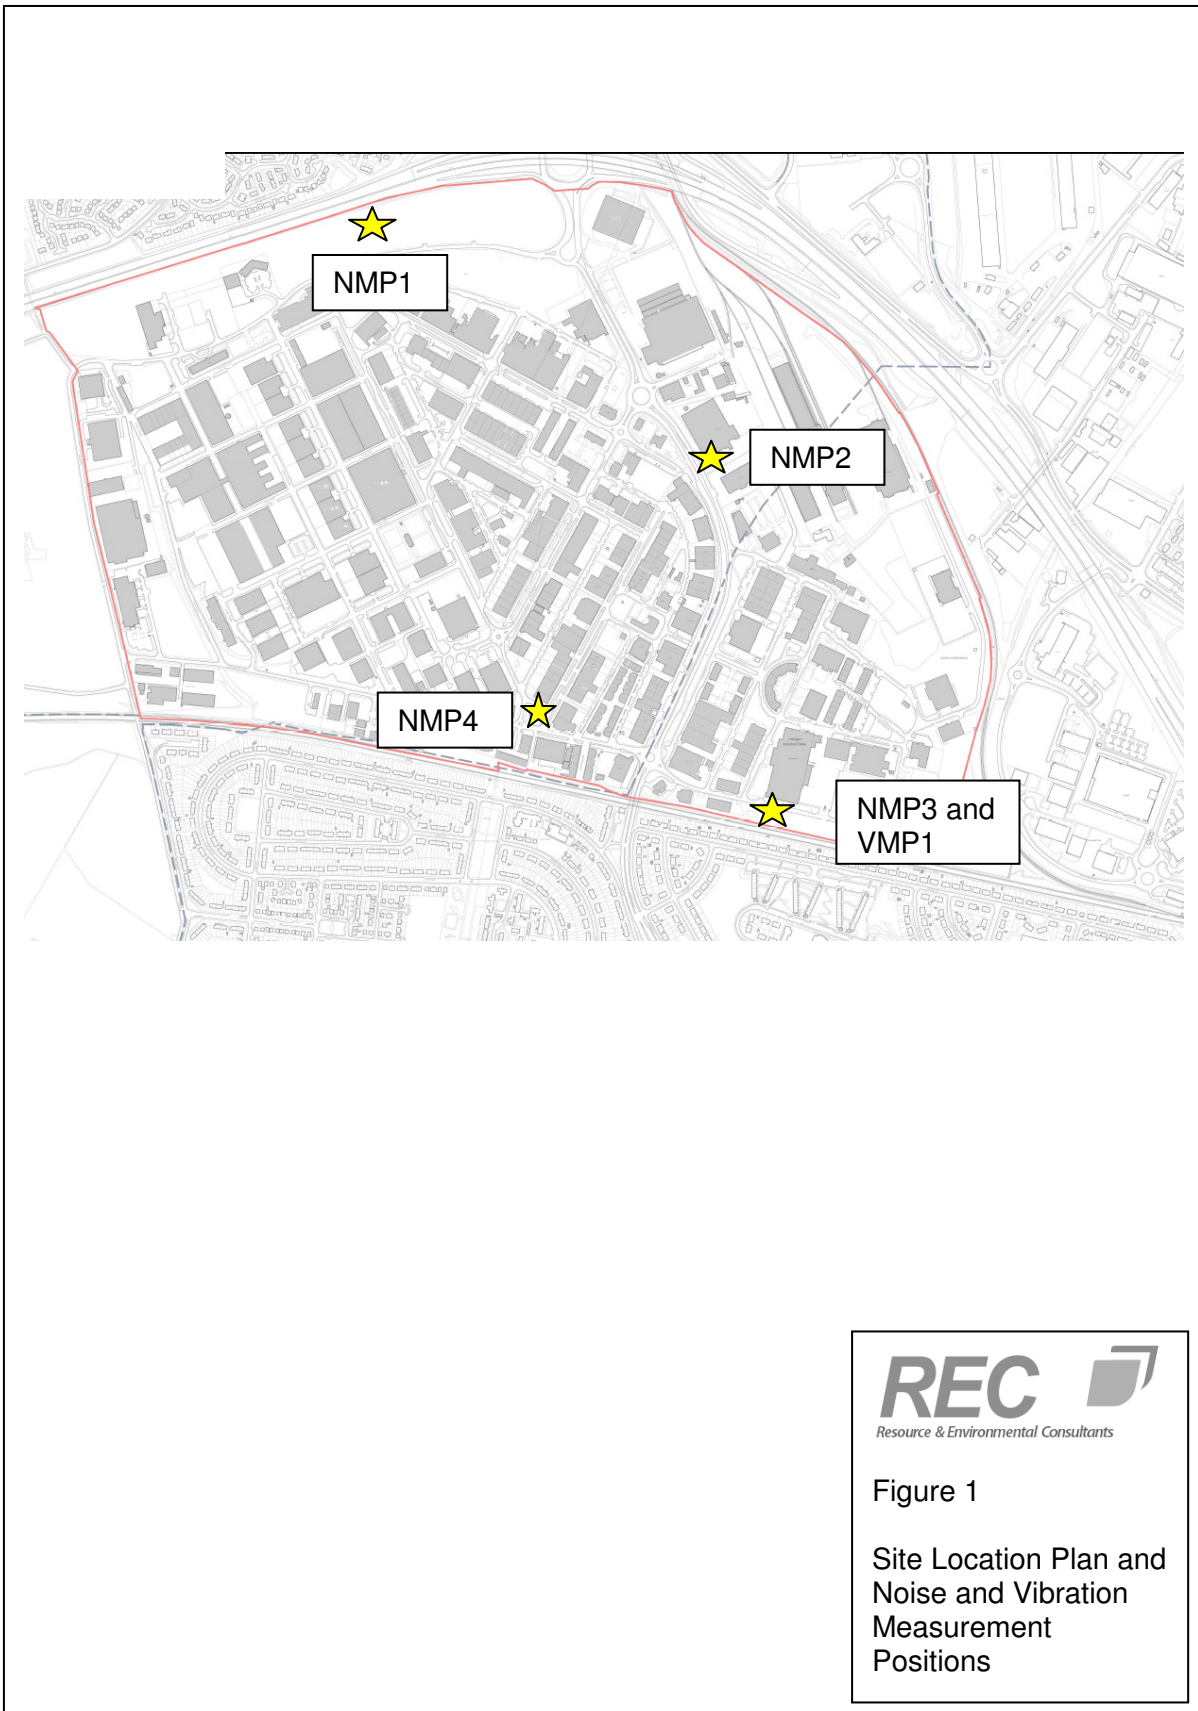 NMP1
NMP2
NMP4
NMP3 and
VMP1
REC
Resource & Environmental Consultants
Figure 1
Site Location Plan and
Noise and Vibration
Measurement
Positions